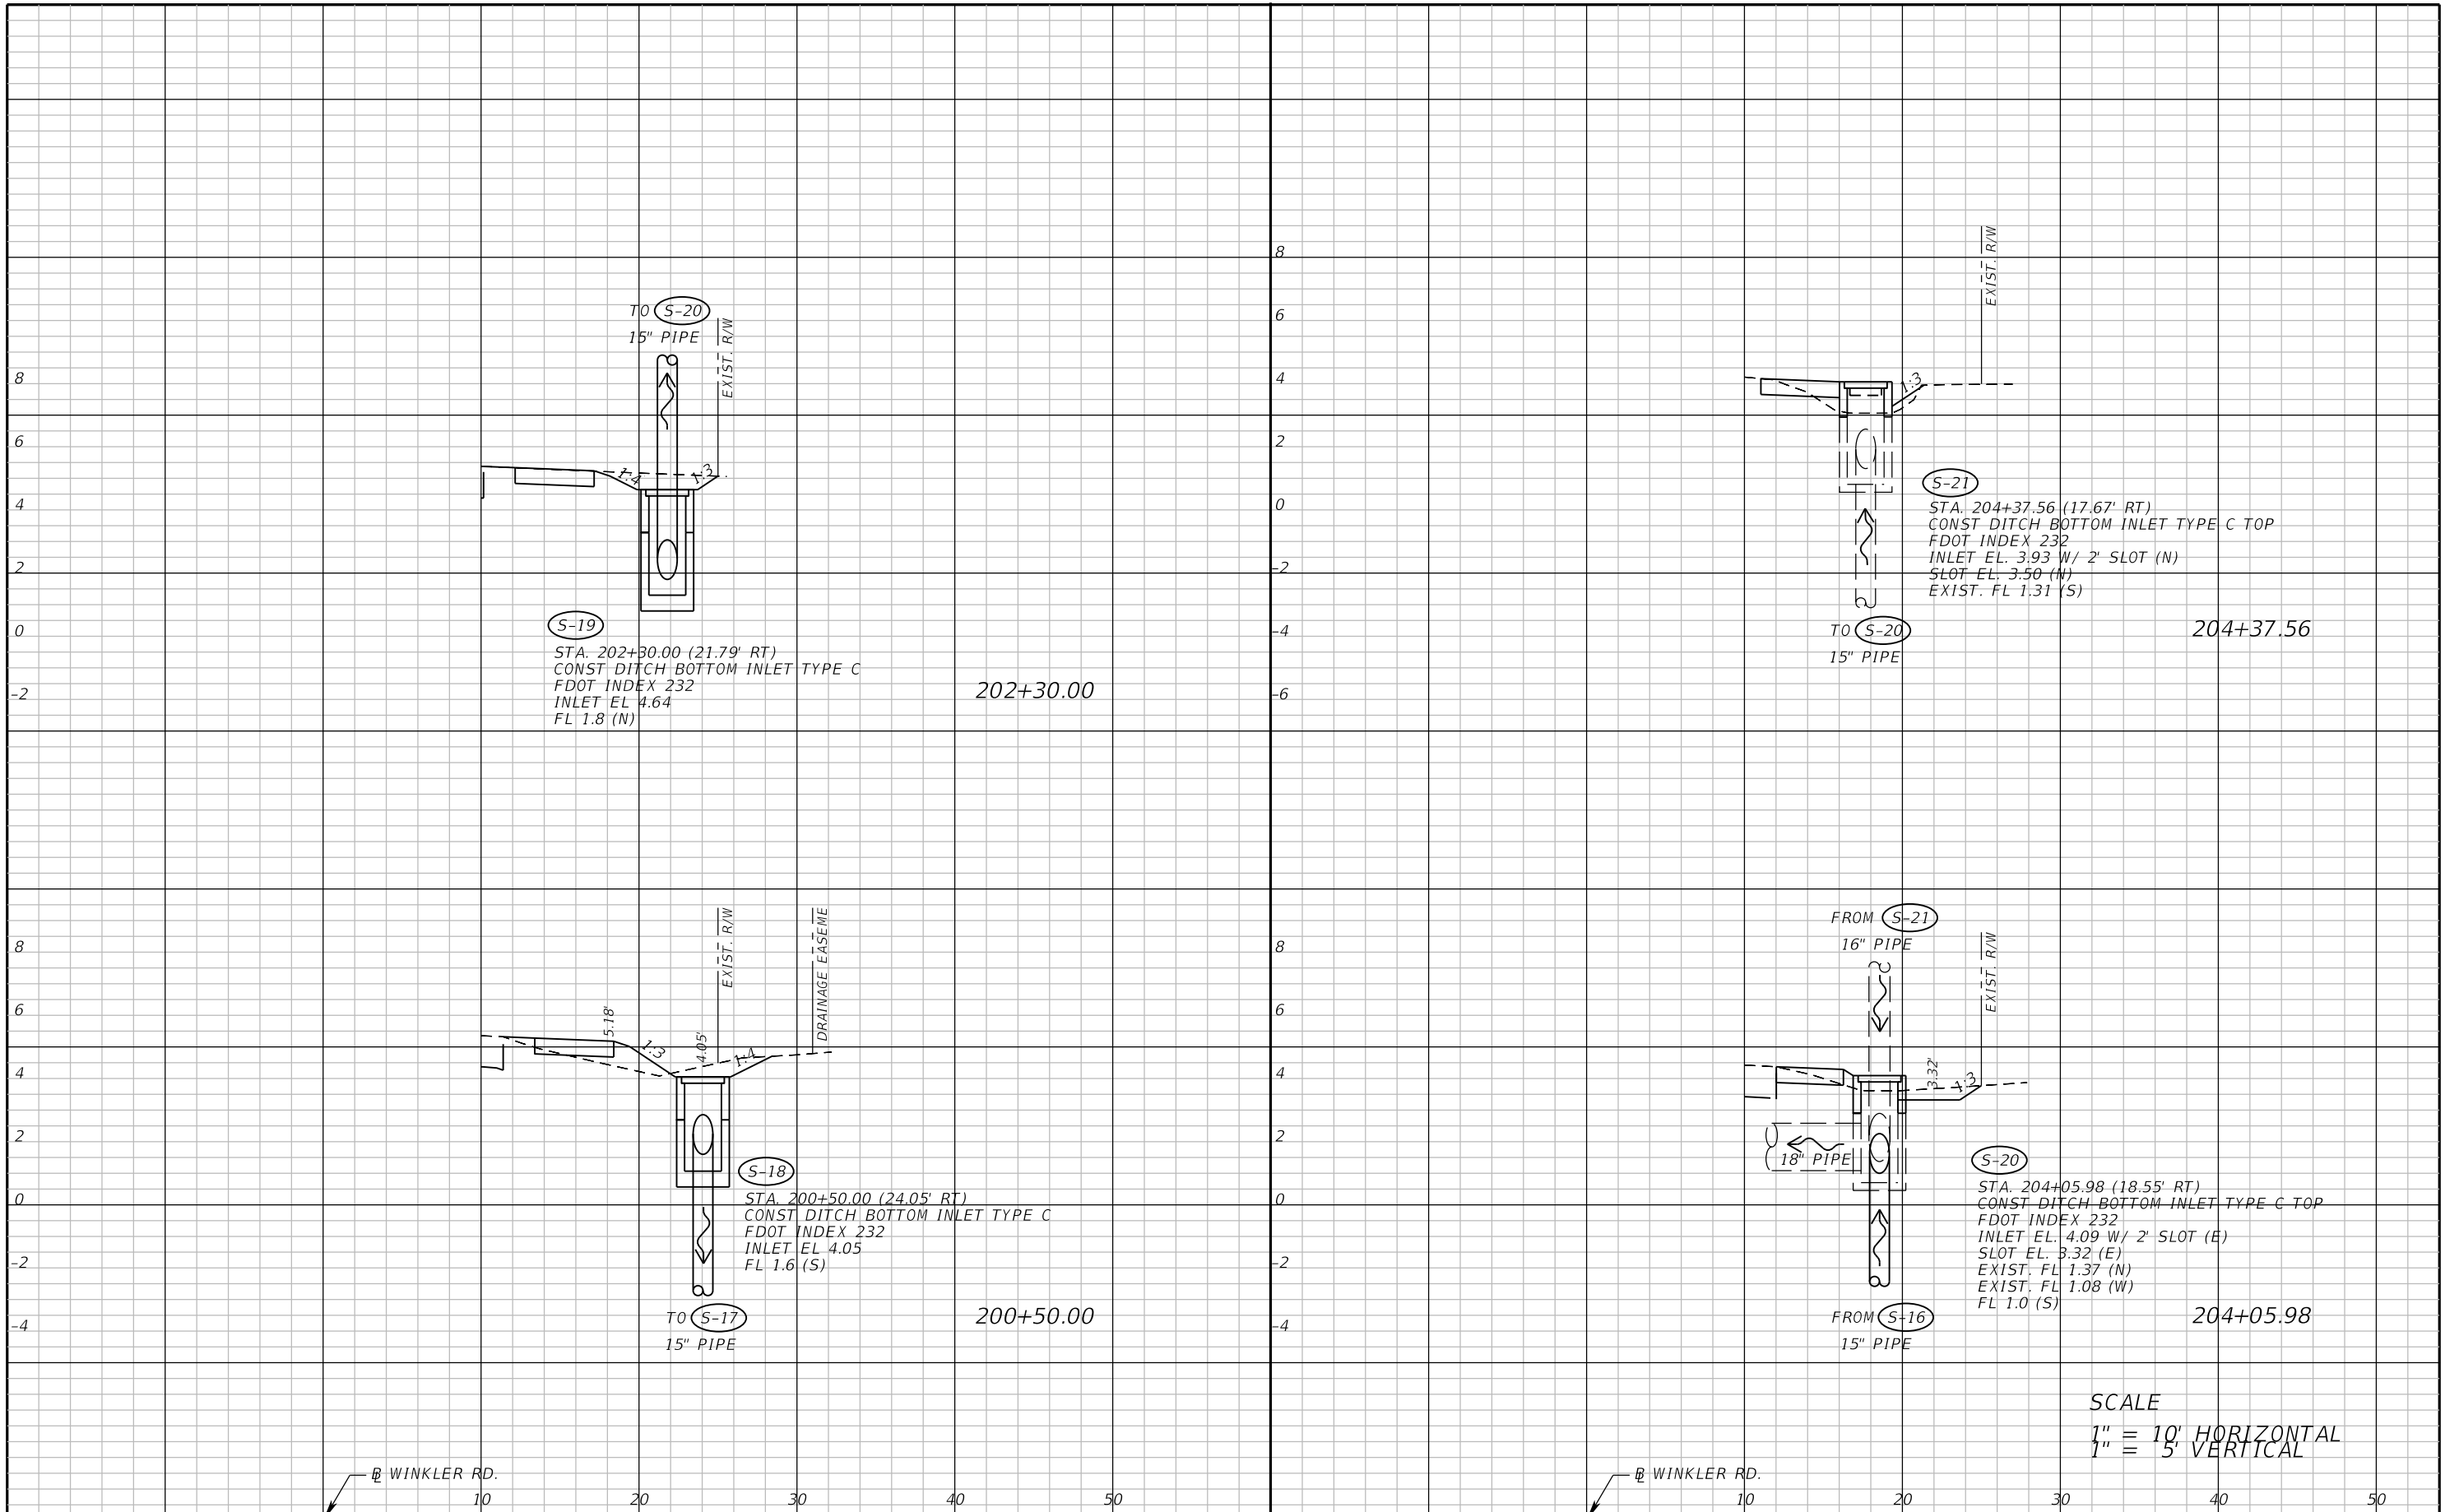 TO S-20
15" PIPE
EXIST. R/W
1:4
1:3
8
6
4
2
0
-2
S-19
STA. 202+30.00 (21.79' RT)
CONST DITCH BOTTOM INLET TYPE C
FDOT INDEX 232
INLET EL 4.64
FL 1.8 (N)
202+30.00
EXIST. R/W
DRAINAGE EASEME
5.18'
1:3
4.05'
1:4
8
6
4
2
0
-2
-4
S-18
STA. 200+50.00 (24.05' RT)
CONST DITCH BOTTOM INLET TYPE C
FDOT INDEX 232
INLET EL 4.05
FL 1.6 (S)
TO S-17
15" PIPE
200+50.00
BL WINKLER RD.
10 20 30 40 50
8
6
4
2
0
-2
-4
-6
EXIST. R/W
1:3
S-21
STA. 204+37.56 (17.67' RT)
CONST DITCH BOTTOM INLET TYPE C TOP
FDOT INDEX 232
INLET EL. 3.93 W/ 2' SLOT (N)
SLOT EL. 3.50 (N)
EXIST. FL 1.31 (S)
TO S-20
15" PIPE
204+37.56
FROM S-21
16" PIPE
EXIST. R/W
3.32'
1:3
8
6
4
2
0
-2
-4
18" PIPE
S-20
STA. 204+05.98 (18.55' RT)
CONST DITCH BOTTOM INLET TYPE C TOP
FDOT INDEX 232
INLET EL. 4.09 W/ 2' SLOT (E)
SLOT EL. 3.32 (E)
EXIST. FL 1.37 (N)
EXIST. FL 1.08 (W)
FL 1.0 (S)
FROM S-16
15" PIPE
204+05.98
SCALE
1" = 10' HORIZONTAL
1" = 5' VERTICAL
BL WINKLER RD.
10 20 30 40 50